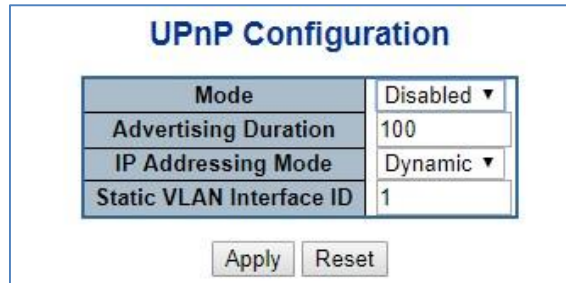 UPnP Configuration
Mode Disabled
Advertising Duration 100
IP Addressing Mode Dynamic
Static VLAN Interface ID 1
Apply Reset